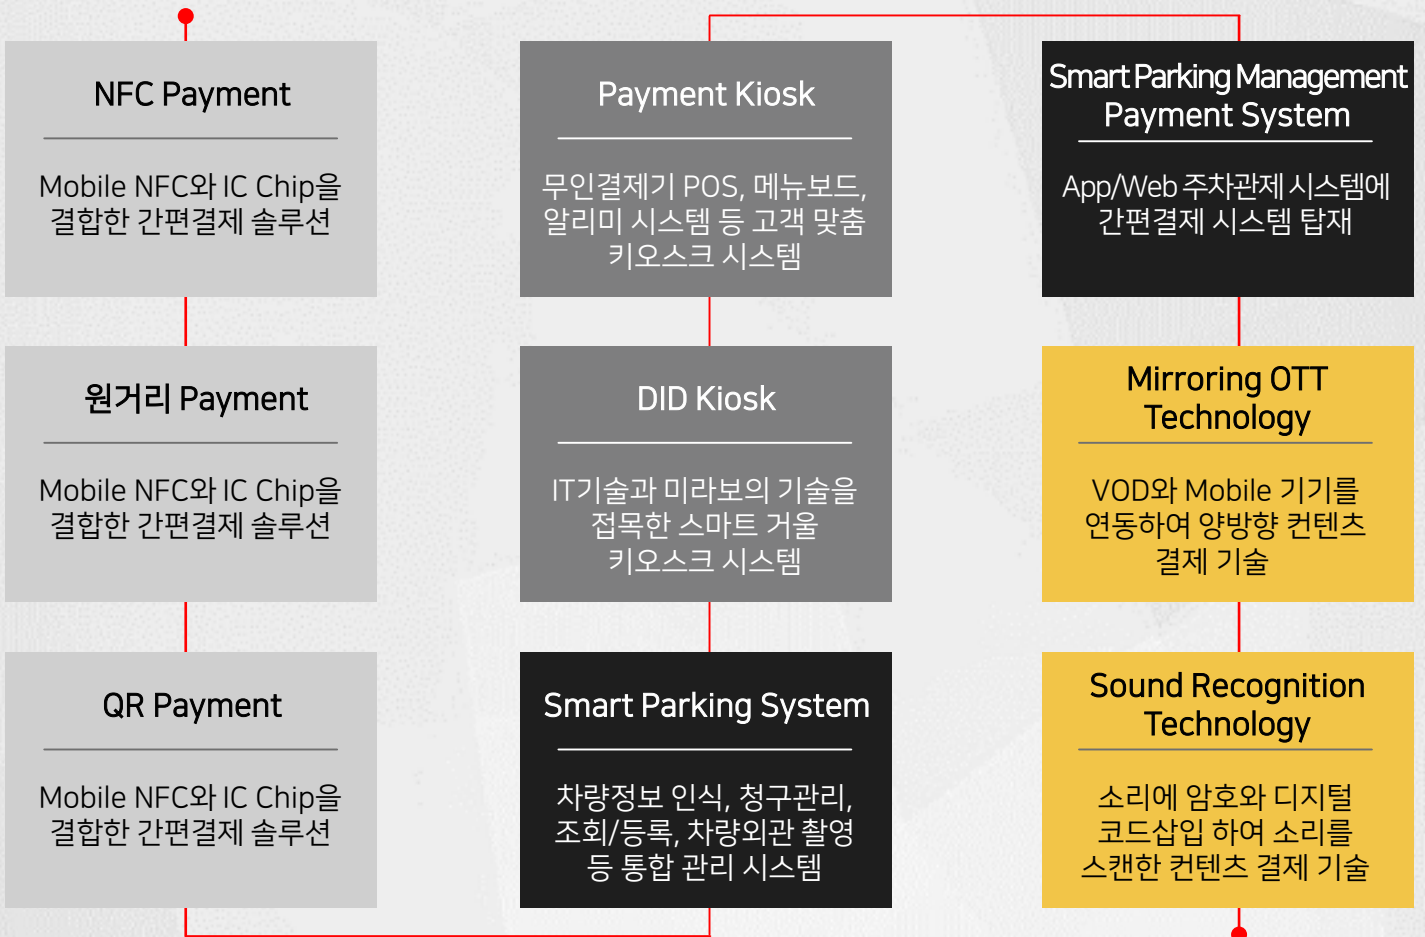 NFC Payment
Mobile NFC와 IC Chip을
결합한 간편결제 솔루션
원거리 Payment
Mobile NFC와 IC Chip을
결합한 간편결제 솔루션
QR Payment
Mobile NFC와 IC Chip을
결합한 간편결제 솔루션
Payment Kiosk
무인결제기 POS, 메뉴보드,
알리미 시스템 등 고객 맞춤
키오스크 시스템
DID Kiosk
IT기술과 미라보의 기술을
접목한 스마트 거울
키오스크 시스템
Smart Parking System
차량정보 인식, 청구관리,
조회/등록, 차량외관 촬영
등 통합 관리 시스템
Smart Parking Management
Payment System
App/Web 주차관제 시스템에
간편결제 시스템 탑재
Mirroring OTT
Technology
VOD와 Mobile 기기를
연동하여 양방향 컨텐츠
결제 기술
Sound Recognition
Technology
소리에 암호와 디지털
코드삽입 하여 소리를
스캔한 컨텐츠 결제 기술